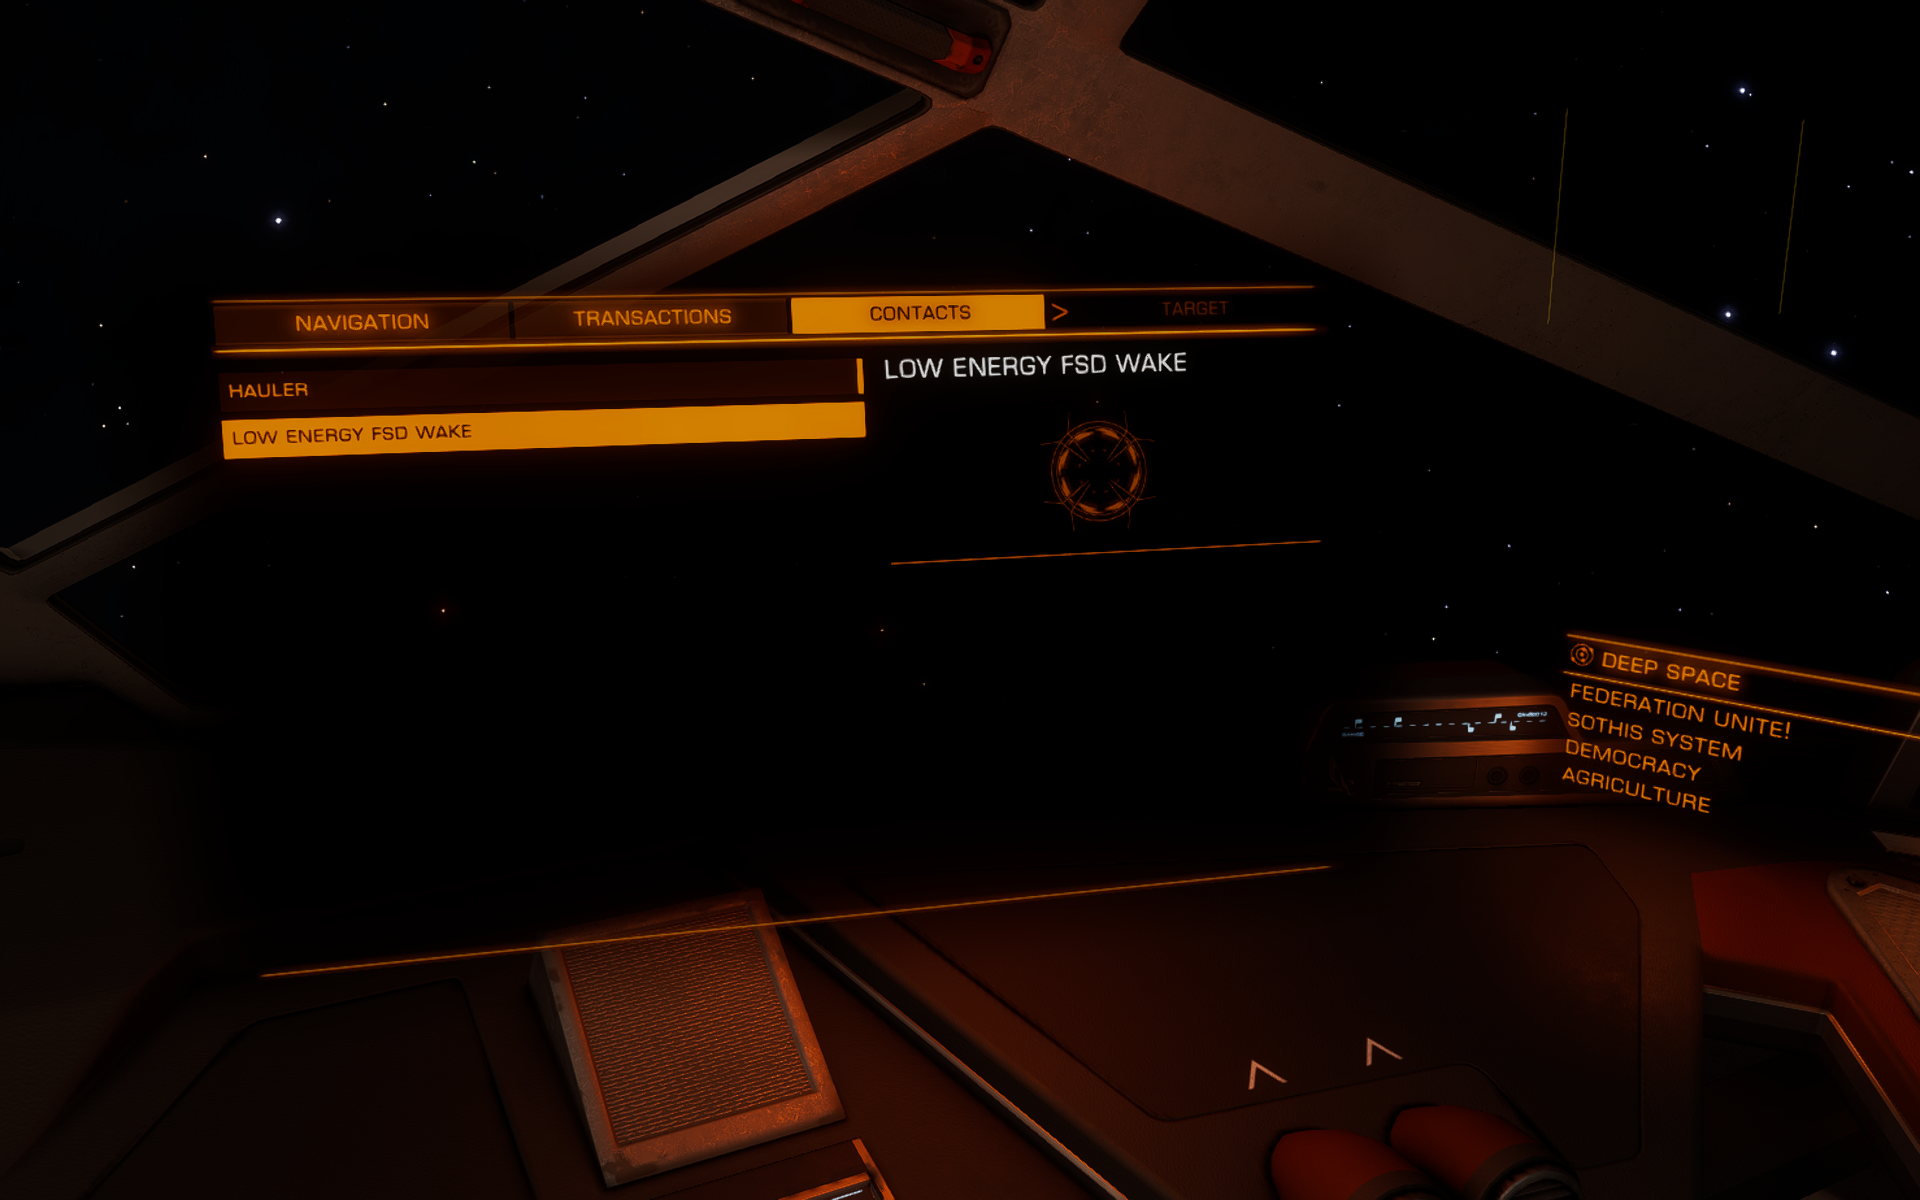 NAVIGATION TRANSACTIONS CONTACTS > TARGET
HAULER
LOW ENERGY FSD WAKE
LOW ENERGY FSD WAKE
DEEP SPACE
FEDERATION UNITE!
SOTHIS SYSTEM
DEMOCRACY
AGRICULTURE